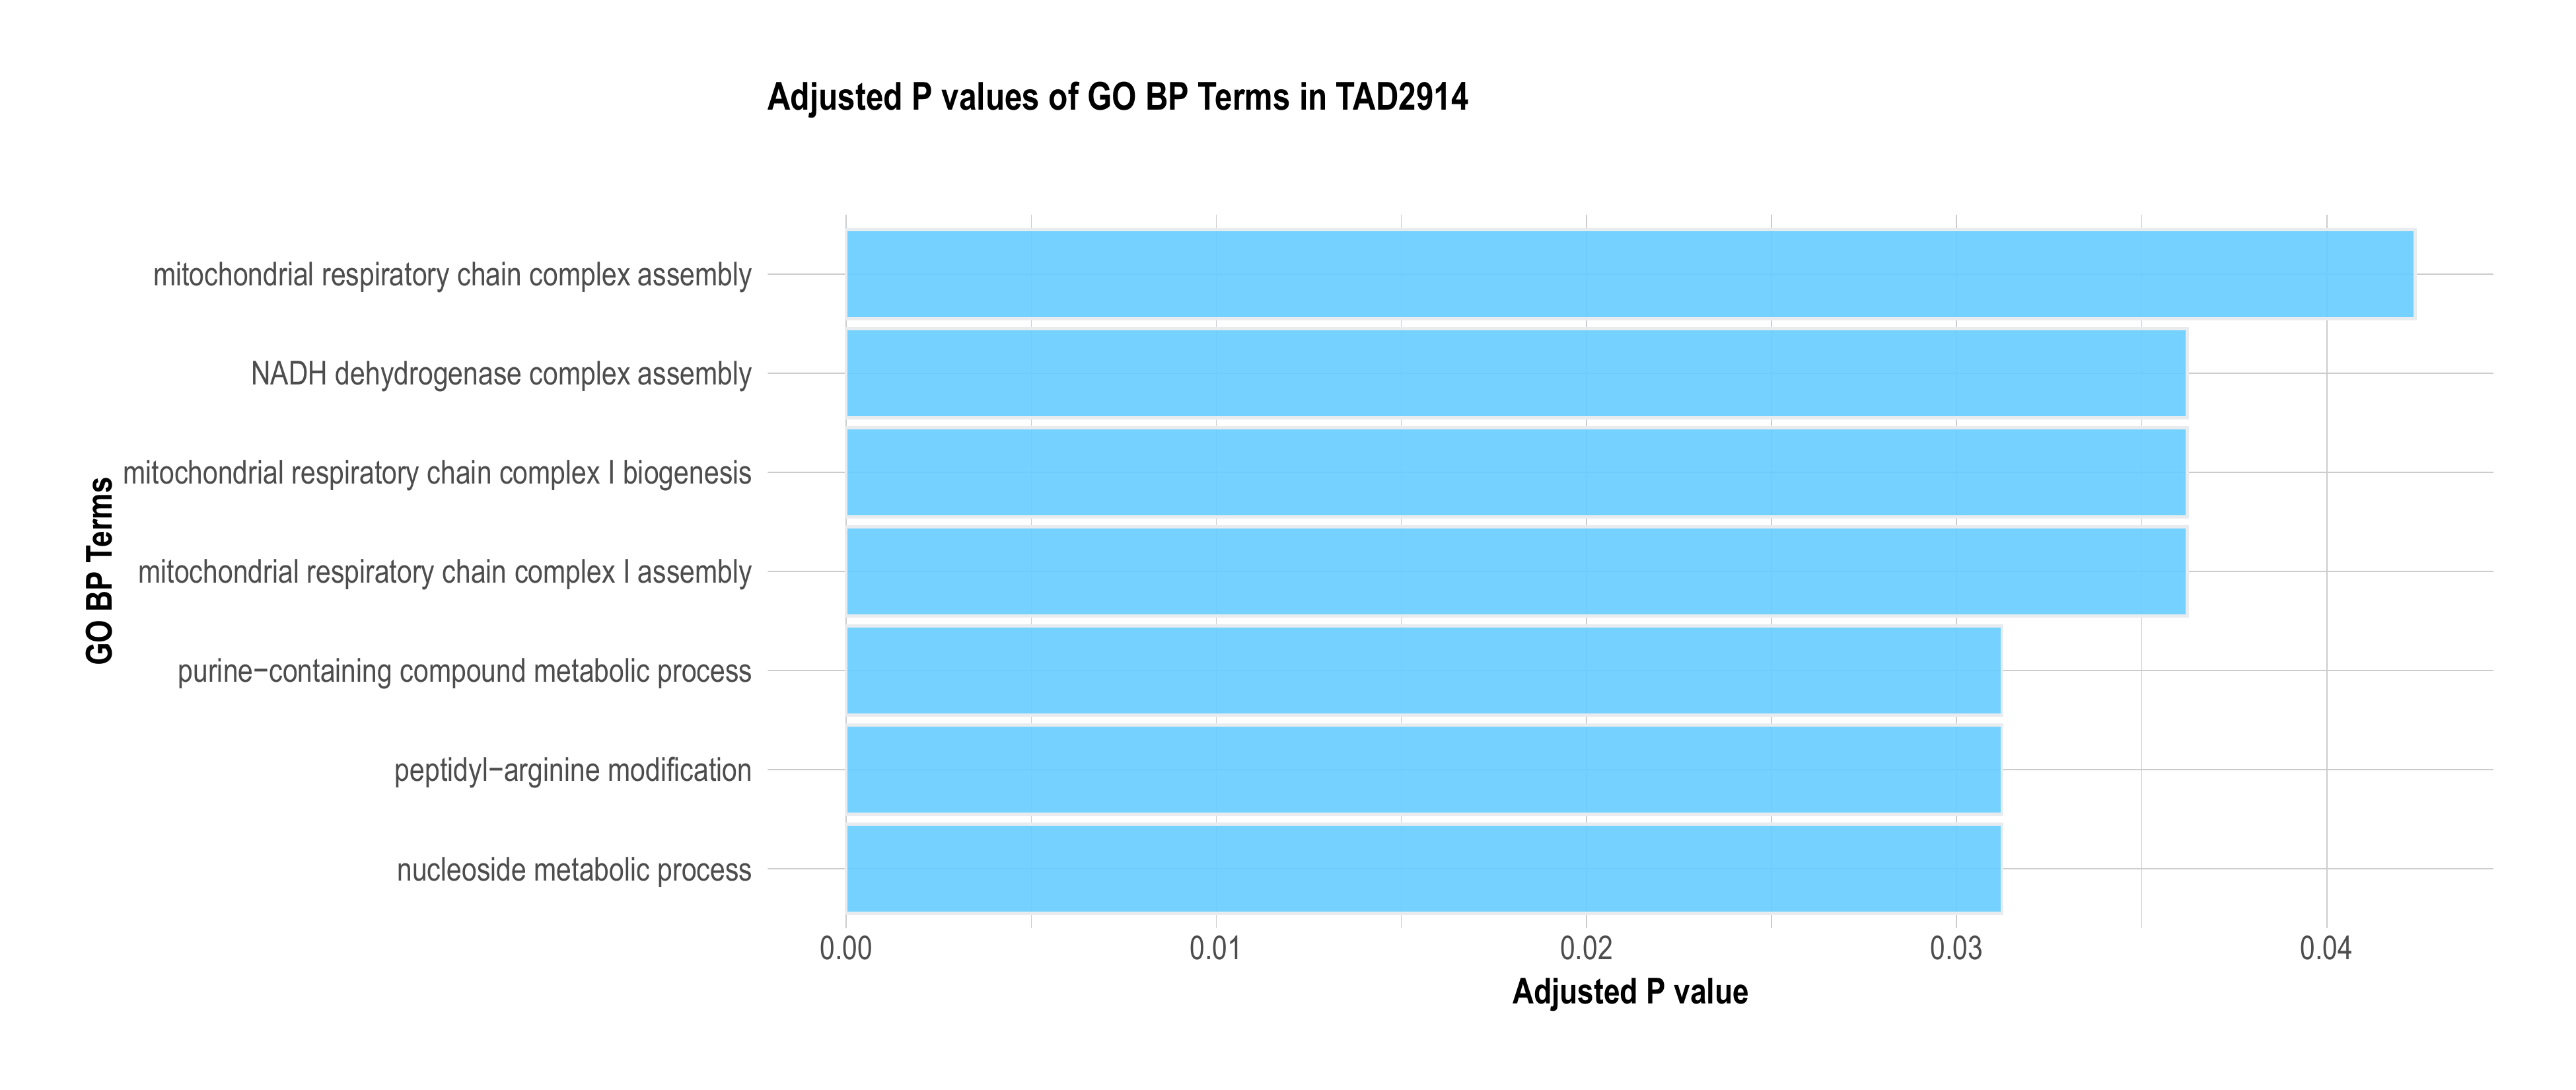 Adjusted P values of GO BP Terms in TAD2914
GO BP Terms
mitochondrial respiratory chain complex assembly
NADH dehydrogenase complex assembly
mitochondrial respiratory chain complex I biogenesis
mitochondrial respiratory chain complex I assembly
purine−containing compound metabolic process
peptidyl−arginine modification
nucleoside metabolic process
0.00 0.01 0.02 0.03 0.04
Adjusted P value